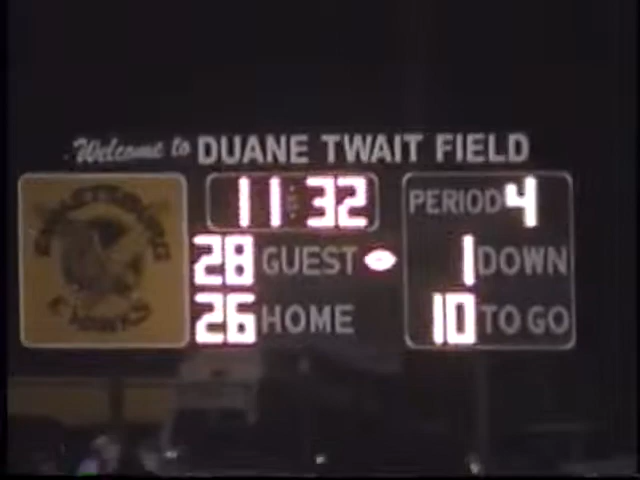 Welcome to DUANE TWAIT FIELD
11:32
PERIOD 4
28 GUEST
1 DOWN
26 HOME
10 TO GO